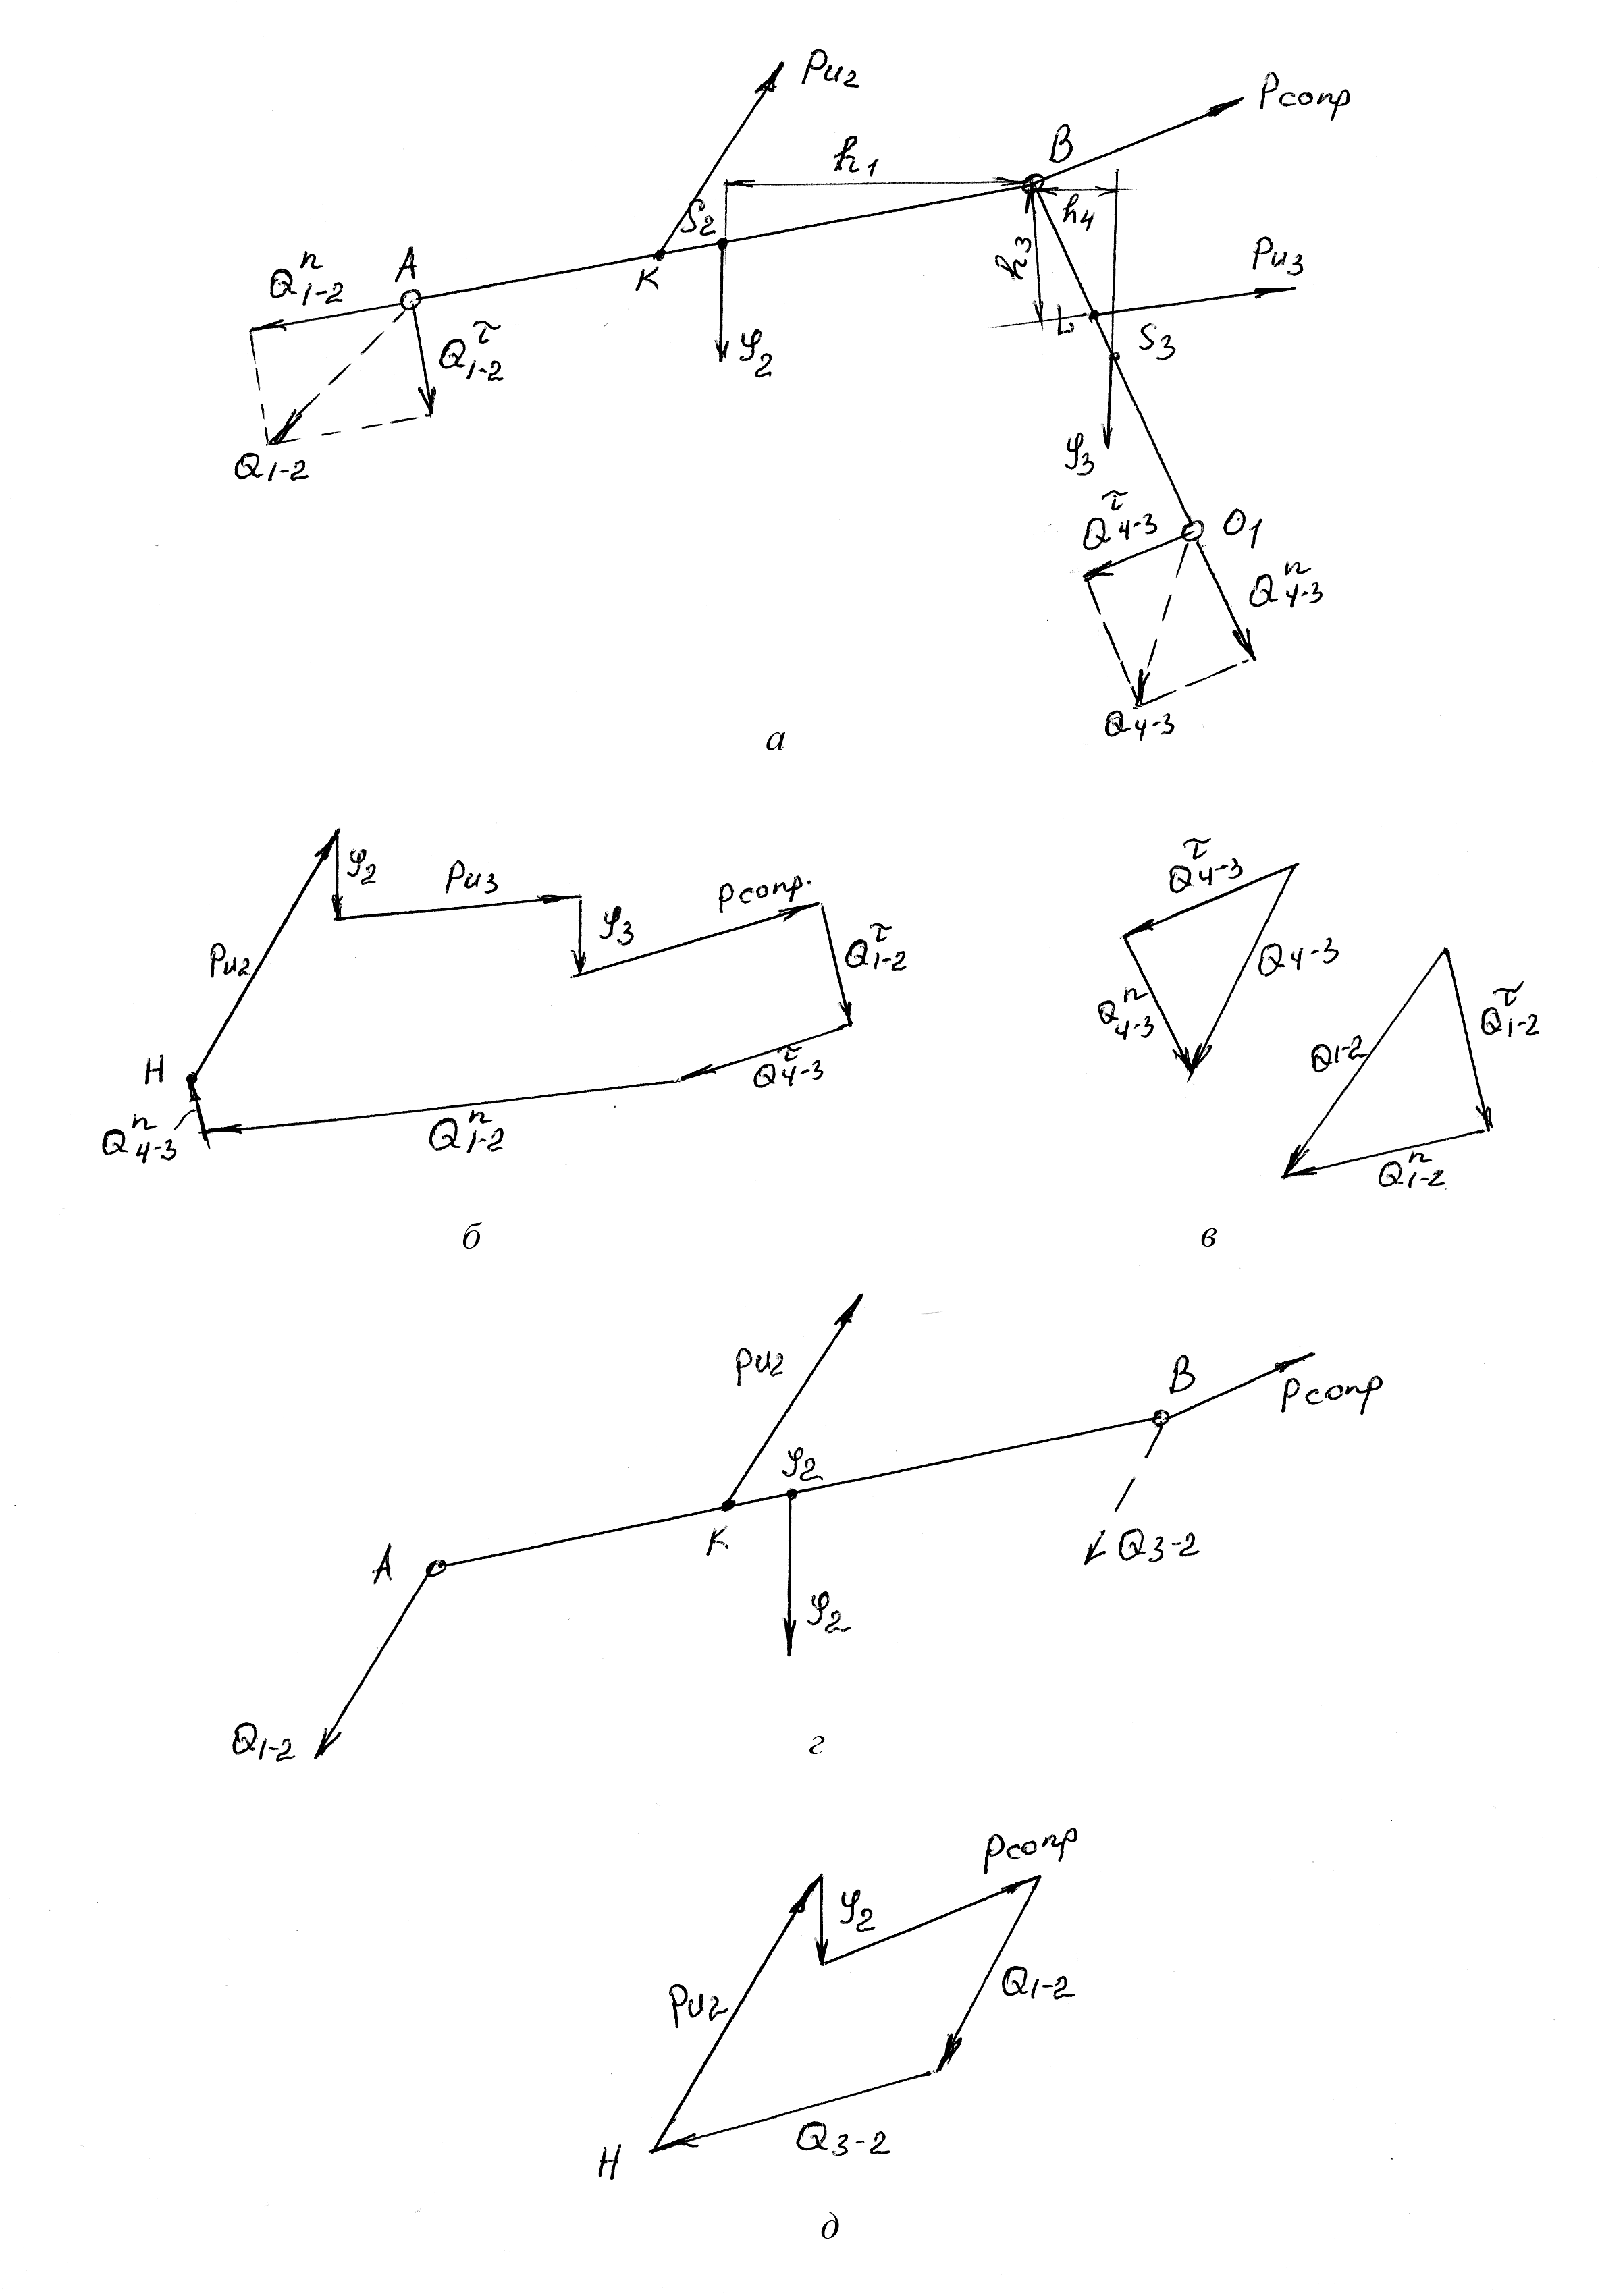 Pu2
Pсопр
B
h1
S2
h4
K
h3
Pu3
A
Q^n 1-2
Q^τ 1-2
L
S3
𝒢2
𝒢3
Q1-2
Q^τ 4-3
O1
Q^n 4-3
Q4-3
а
𝒢2
Pu3
Pсопр.
𝒢3
Q^τ 1-2
Pu2
H
Q^τ 4-3
Q^n 4-3
Q^n 1-2
б
Q^τ 4-3
Q4-3
Q^n 4-3
Q^τ 1-2
Q1-2
Q^n 1-2
в
Pu2
B
Pсопр
𝒢2
K
A
Q3-2
𝒢2
Q1-2
г
Pсопр
𝒢2
Pu2
Q1-2
Q3-2
H
д